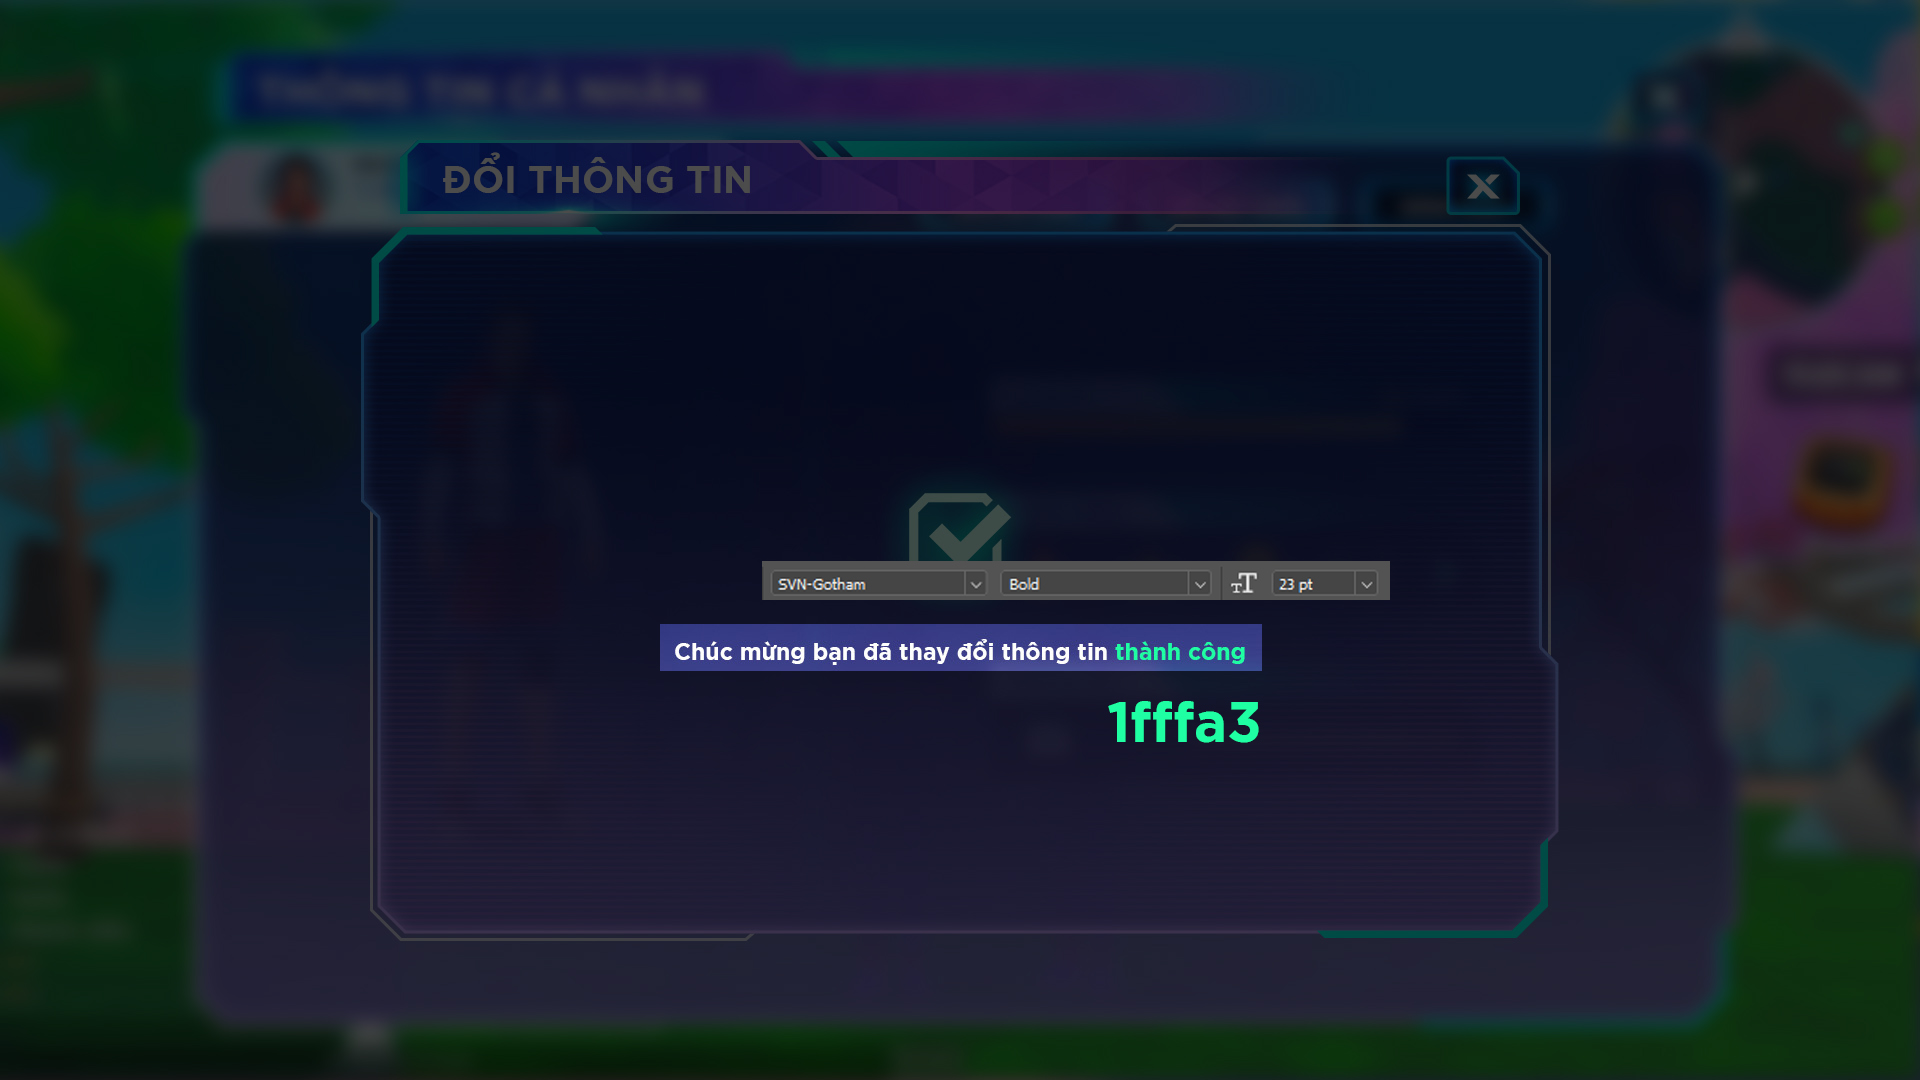 THÔNG TIN CÁ NHÂN
ĐỔI THÔNG TIN
X
SVN-Gotham
Bold
23 pt
Chúc mừng bạn đã thay đổi thông tin thành công
1fffa3